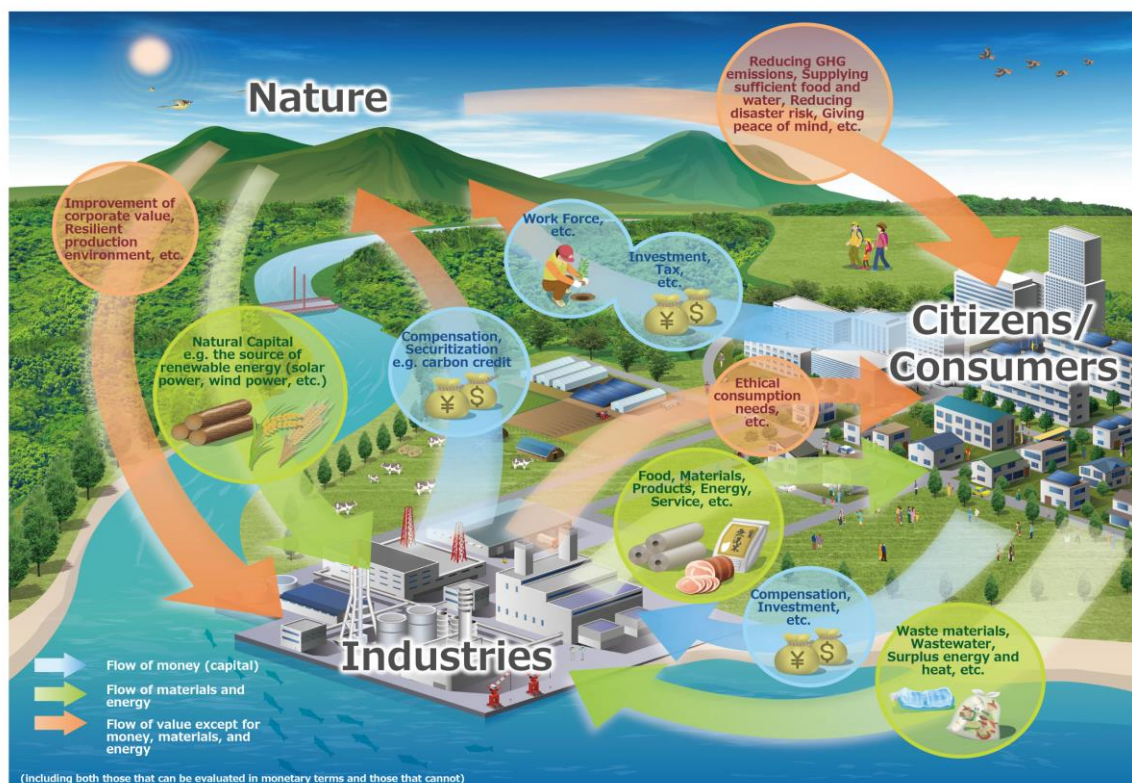 Nature
Reducing GHG
emissions, Supplying
sufficient food and
water, Reducing
disaster risk, Giving
peace of mind, etc.
Improvement of
corporate value,
Resilient
production
environment, etc.
Work Force,
etc.
Investment,
Tax,
etc.
¥ $
Citizens/
Consumers
Natural Capital
e.g. the source of
renewable energy (solar
power, wind power, etc.)
Compensation,
Securitization
e.g. carbon credit
¥ $
Ethical
consumption
needs,
etc.
Food, Materials,
Products, Energy,
Service, etc.
Compensation,
Investment,
etc.
¥ $
Waste materials,
Wastewater,
Surplus energy and
heat, etc.
Industries
Flow of money (capital)
Flow of materials and
energy
Flow of value except for
money, materials, and
energy
(including both those that can be evaluated in monetary terms and those that cannot)